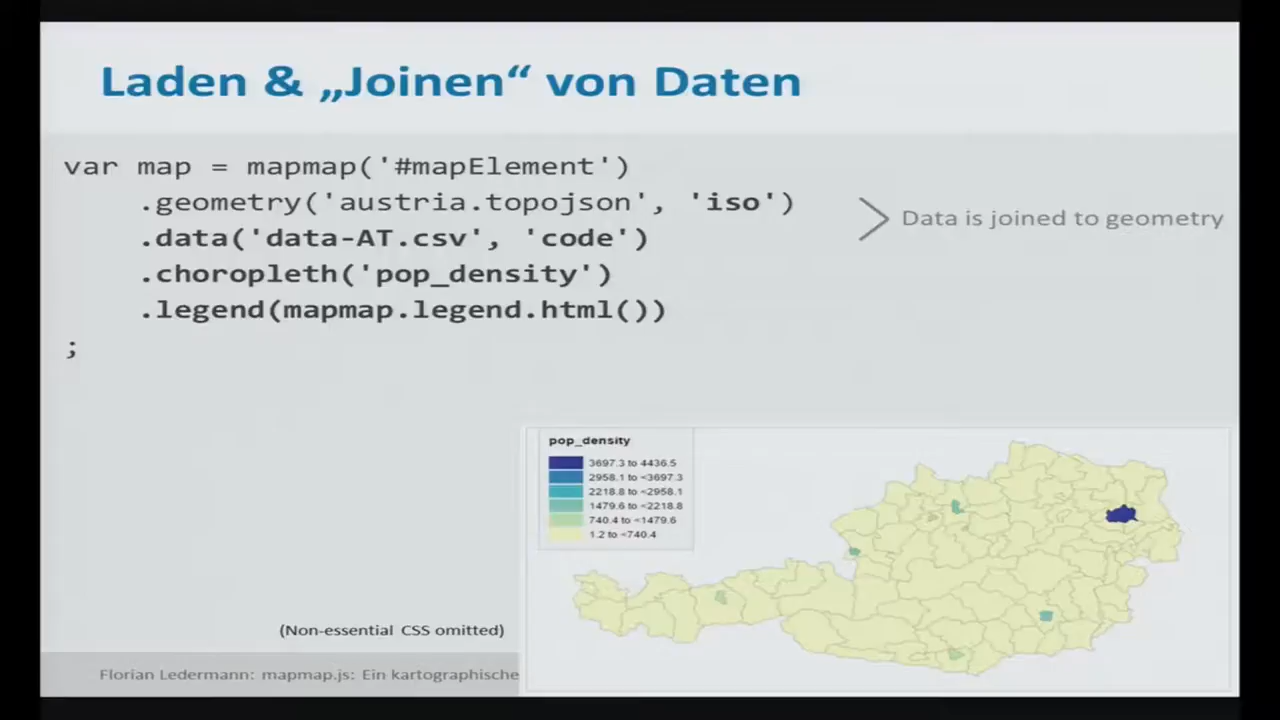 Laden & „Joinen“ von Daten
var map = mapmap('#mapElement')
.geometry('austria.topojson', 'iso')
.data('data-AT.csv', 'code')
.choropleth('pop_density')
.legend(mapmap.legend.html())
;
Data is joined to geometry
pop_density
3697.3 to 4436.5
2958.1 to <3697.3
2218.8 to <2958.1
1479.6 to <2218.8
740.4 to <1479.6
1.2 to <740.4
(Non-essential CSS omitted)
Florian Ledermann: mapmap.js: Ein kartographische